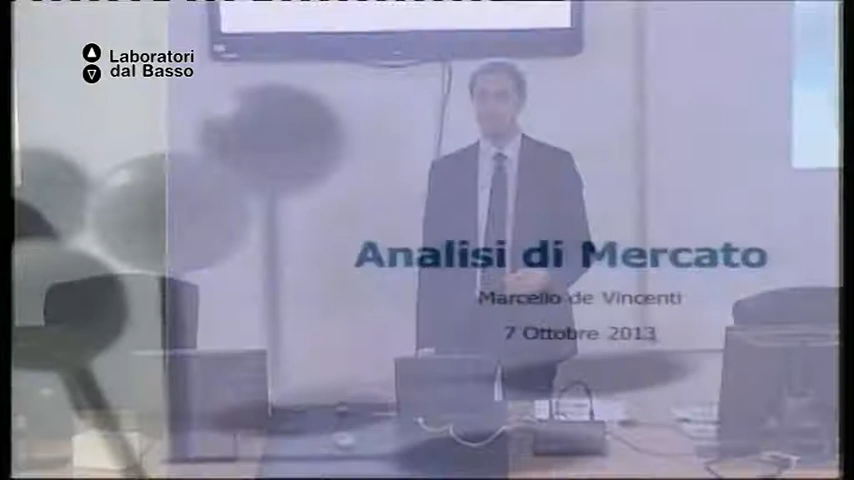 Laboratori
dal Basso
Analisi di Mercato
Marcello de Vincenti
7 Ottobre 2013